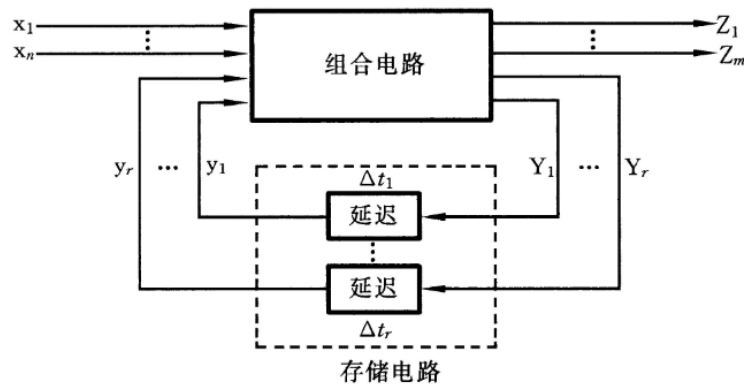 x₁
⋮
xₙ
组合电路
Z₁
⋮
Zₘ
yᵣ ··· y₁
Y₁ ··· Yᵣ
Δt₁
延迟
⋮
延迟
Δtᵣ
存储电路